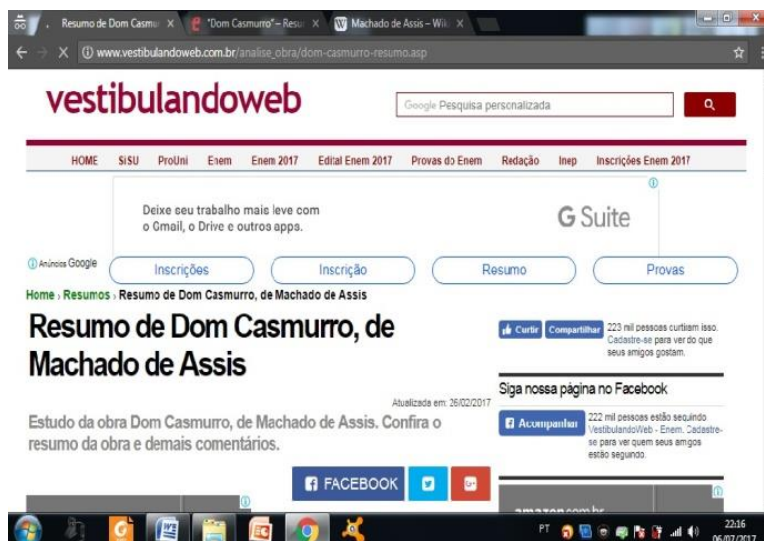 Resumo de Dom Casmu
"Dom Casmurro" – Resu
Machado de Assis – Wiki
www.vestibulandoweb.com.br/analise_obra/dom-casmurro-resumo.asp
vestibulandoweb
Google Pesquisa personalizada
HOME SiSU ProUni Enem Enem 2017 Edital Enem 2017 Provas do Enem Redação Inep Inscrições Enem 2017
Deixe seu trabalho mais leve com
o Gmail, o Drive e outros apps.
G Suite
Anúncios Google
Inscrições
Inscrição
Resumo
Provas
Home › Resumos › Resumo de Dom Casmurro, de Machado de Assis
Resumo de Dom Casmurro, de
Machado de Assis
Atualizada em: 26/02/2017
Estudo da obra Dom Casmurro, de Machado de Assis. Confira o
resumo da obra e demais comentários.
FACEBOOK
G+
Curtir Compartilhar
223 mil pessoas curtiram isso.
Cadastre-se para ver do que
seus amigos gostam.
Siga nossa página no Facebook
Acompanhar
222 mil pessoas estão seguindo
VestibulandoWeb - Enem. Cadastre-
se para ver quem seus amigos
estão seguindo.
amazon.com.br
PT
22:16
06/07/2017